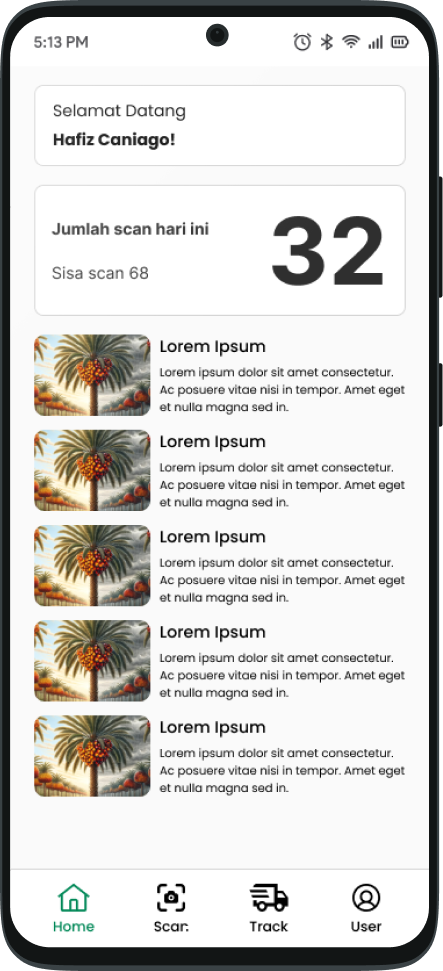 5:13 PM
Selamat Datang
Hafiz Caniago!
Jumlah scan hari ini
32
Sisa scan 68
Lorem Ipsum
Lorem ipsum dolor sit amet consectetur.
Ac posuere vitae nisi in tempor. Amet eget
et nulla magna sed in.
Lorem Ipsum
Lorem ipsum dolor sit amet consectetur.
Ac posuere vitae nisi in tempor. Amet eget
et nulla magna sed in.
Lorem Ipsum
Lorem ipsum dolor sit amet consectetur.
Ac posuere vitae nisi in tempor. Amet eget
et nulla magna sed in.
Lorem Ipsum
Lorem ipsum dolor sit amet consectetur.
Ac posuere vitae nisi in tempor. Amet eget
et nulla magna sed in.
Lorem Ipsum
Lorem ipsum dolor sit amet consectetur.
Ac posuere vitae nisi in tempor. Amet eget
et nulla magna sed in.
Home
Scan
Track
User